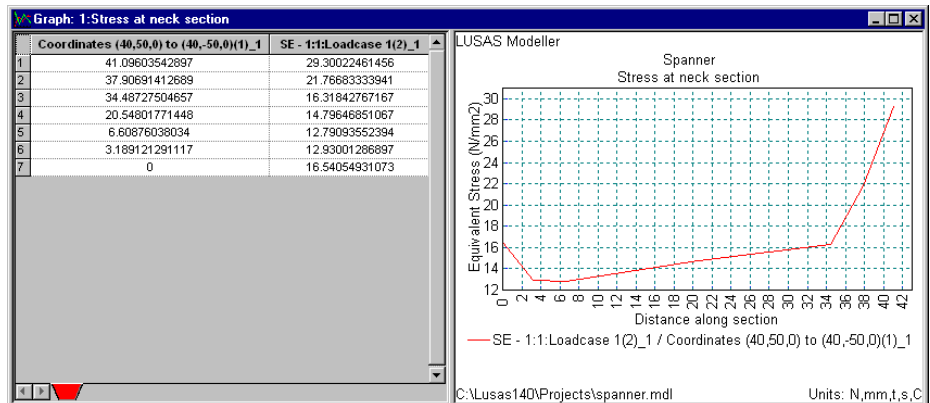 Graph: 1:Stress at neck section
Coordinates (40,50,0) to (40,-50,0)(1)_1 SE - 1:1:Loadcase 1(2)_1
1 41.09603542897 29.30022461456
2 37.90691412689 21.76683333941
3 34.48727504657 16.31842767167
4 20.54801771448 14.79646851067
5 6.60876038034 12.79093552394
6 3.189121291117 12.93001286897
7 0 16.54054931073
LUSAS Modeller
Spanner
Stress at neck section
Equivalent Stress (N/mm2)
30
28
26
24
22
20
18
16
14
12
0 2 4 6 8 10 12 14 16 18 20 22 24 26 28 30 32 34 36 38 40 42
Distance along section
SE - 1:1:Loadcase 1(2)_1 / Coordinates (40,50,0) to (40,-50,0)(1)_1
C:\Lusas140\Projects\spanner.mdl Units: N,mm,t,s,C